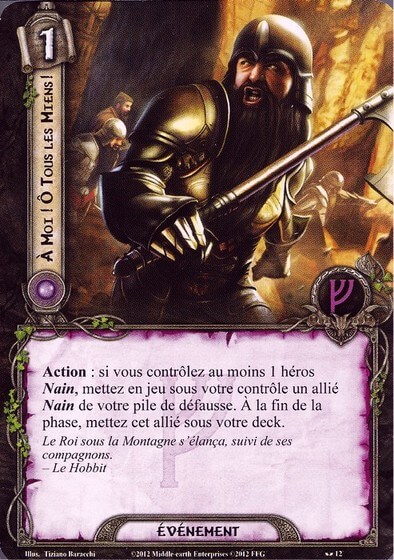 1
À Moi ! Ô Tous les Miens !
Action : si vous contrôlez au moins 1 héros
Nain, mettez en jeu sous votre contrôle un allié
Nain de votre pile de défausse. À la fin de la
phase, mettez cet allié sous votre deck.
Le Roi sous la Montagne s'élança, suivi de ses
compagnons.
– Le Hobbit
ÉVÉNEMENT
Illus. Tiziano Baracchi
©2012 Middle-earth Enterprises ©2012 FFG
12